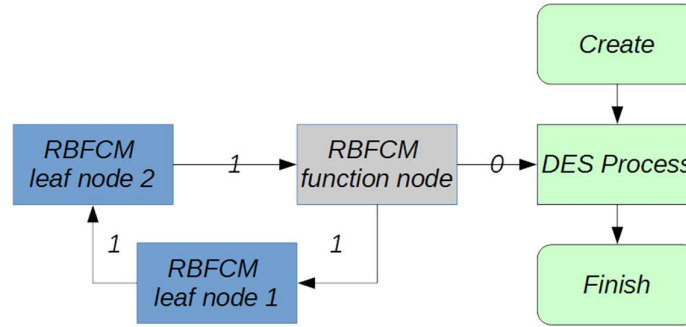 Create
RBFCM
leaf node 2
1
RBFCM
function node
0
DES Process
1
1
RBFCM
leaf node 1
Finish